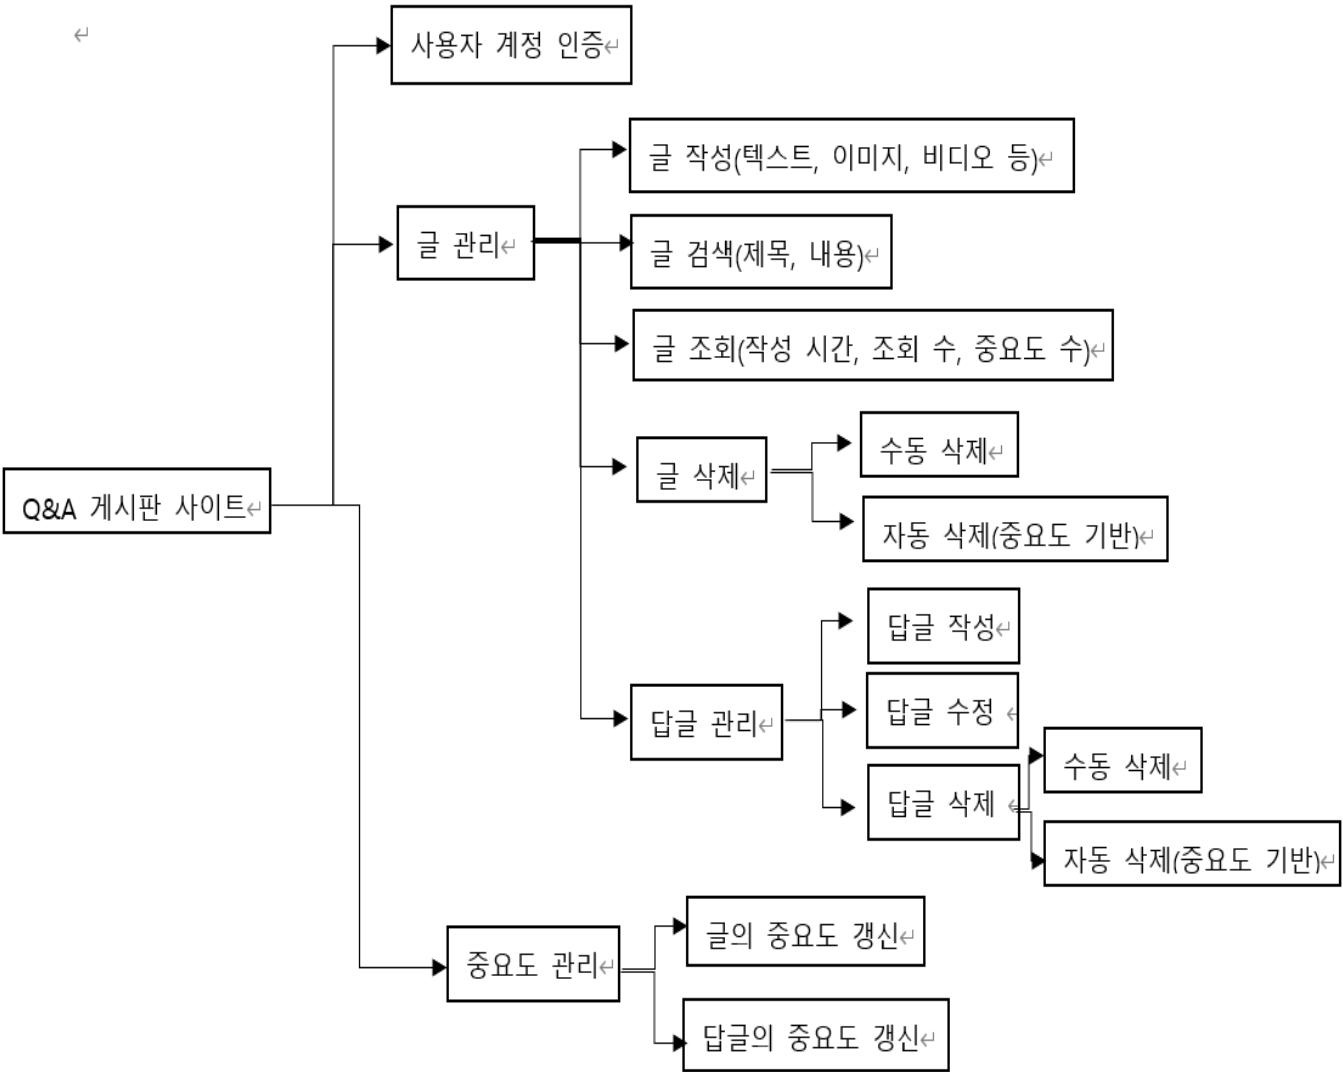 사용자 계정 인증
글 작성(텍스트, 이미지, 비디오 등)
글 관리
글 검색(제목, 내용)
글 조회(작성 시간, 조회 수, 중요도 수)
수동 삭제
글 삭제
Q&A 게시판 사이트
자동 삭제(중요도 기반)
답글 작성
답글 관리
답글 수정
수동 삭제
답글 삭제
자동 삭제(중요도 기반)
글의 중요도 갱신
중요도 관리
답글의 중요도 갱신